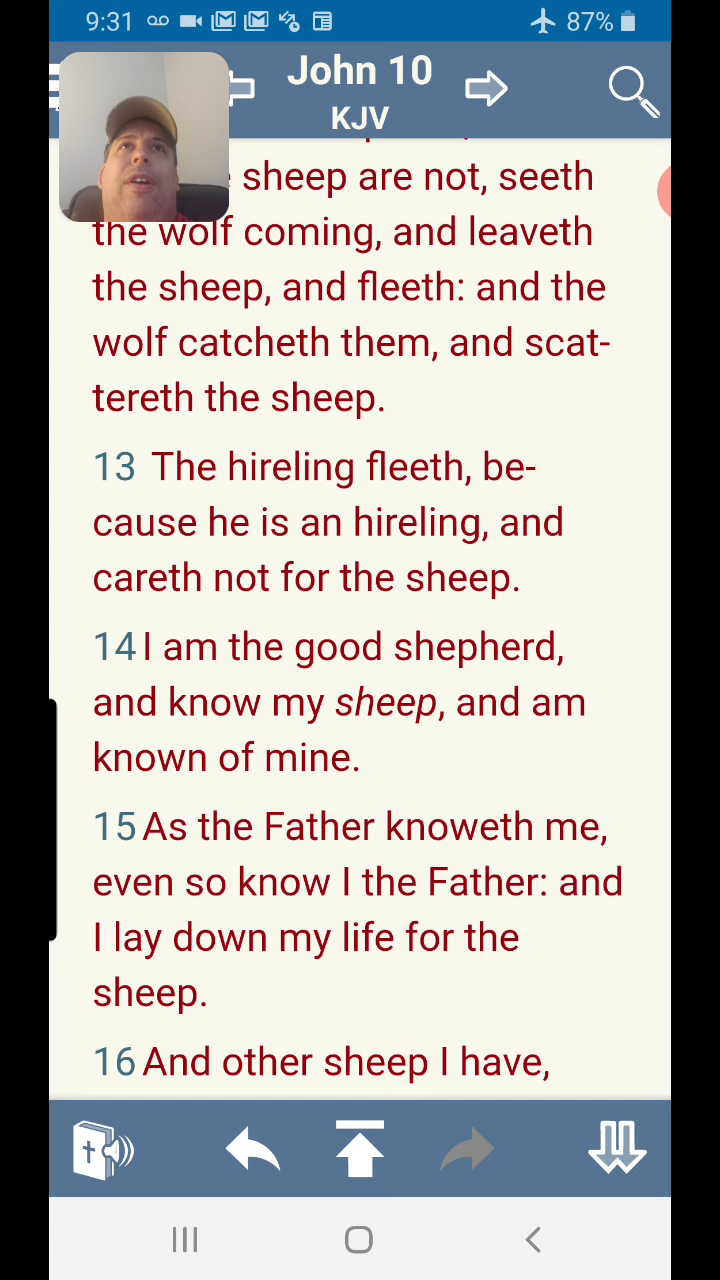 9:31 87%
John 10
KJV
sheep are not, seeth
the wolf coming, and leaveth
the sheep, and fleeth: and the
wolf catcheth them, and scat-
tereth the sheep.
13 The hireling fleeth, be-
cause he is an hireling, and
careth not for the sheep.
14 I am the good shepherd,
and know my sheep, and am
known of mine.
15 As the Father knoweth me,
even so know I the Father: and
I lay down my life for the
sheep.
16 And other sheep I have,